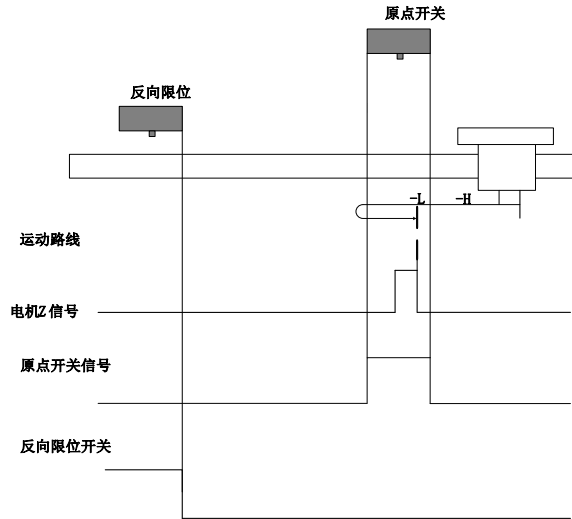 原点开关
反向限位
-L
-H
运动路线
电机Z信号
原点开关信号
反向限位开关